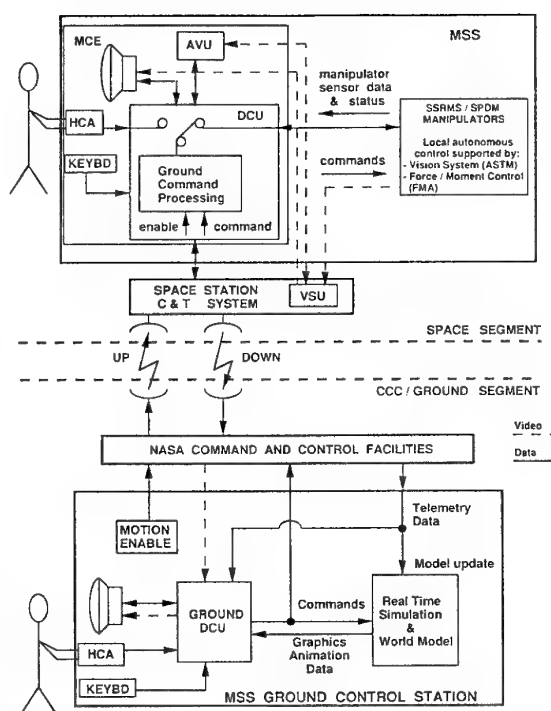 MCE
AVU
MSS
HCA
DCU
manipulator
sensor data
& status
SSRMS / SPDM
MANIPULATORS
Local autonomous
control supported by:
- Vision System (ASTM)
- Force / Moment Control
(FMA)
KEYBD
Ground
Command
Processing
commands
enable
command
SPACE STATION
C & T SYSTEM
VSU
SPACE SEGMENT
UP
DOWN
CCC / GROUND SEGMENT
Video
Data
NASA COMMAND AND CONTROL FACILITIES
MOTION
ENABLE
Telemetry
Data
Model update
GROUND
DCU
Commands
Real Time
Simulation
&
World Model
Graphics
Animation
Data
HCA
KEYBD
MSS GROUND CONTROL STATION